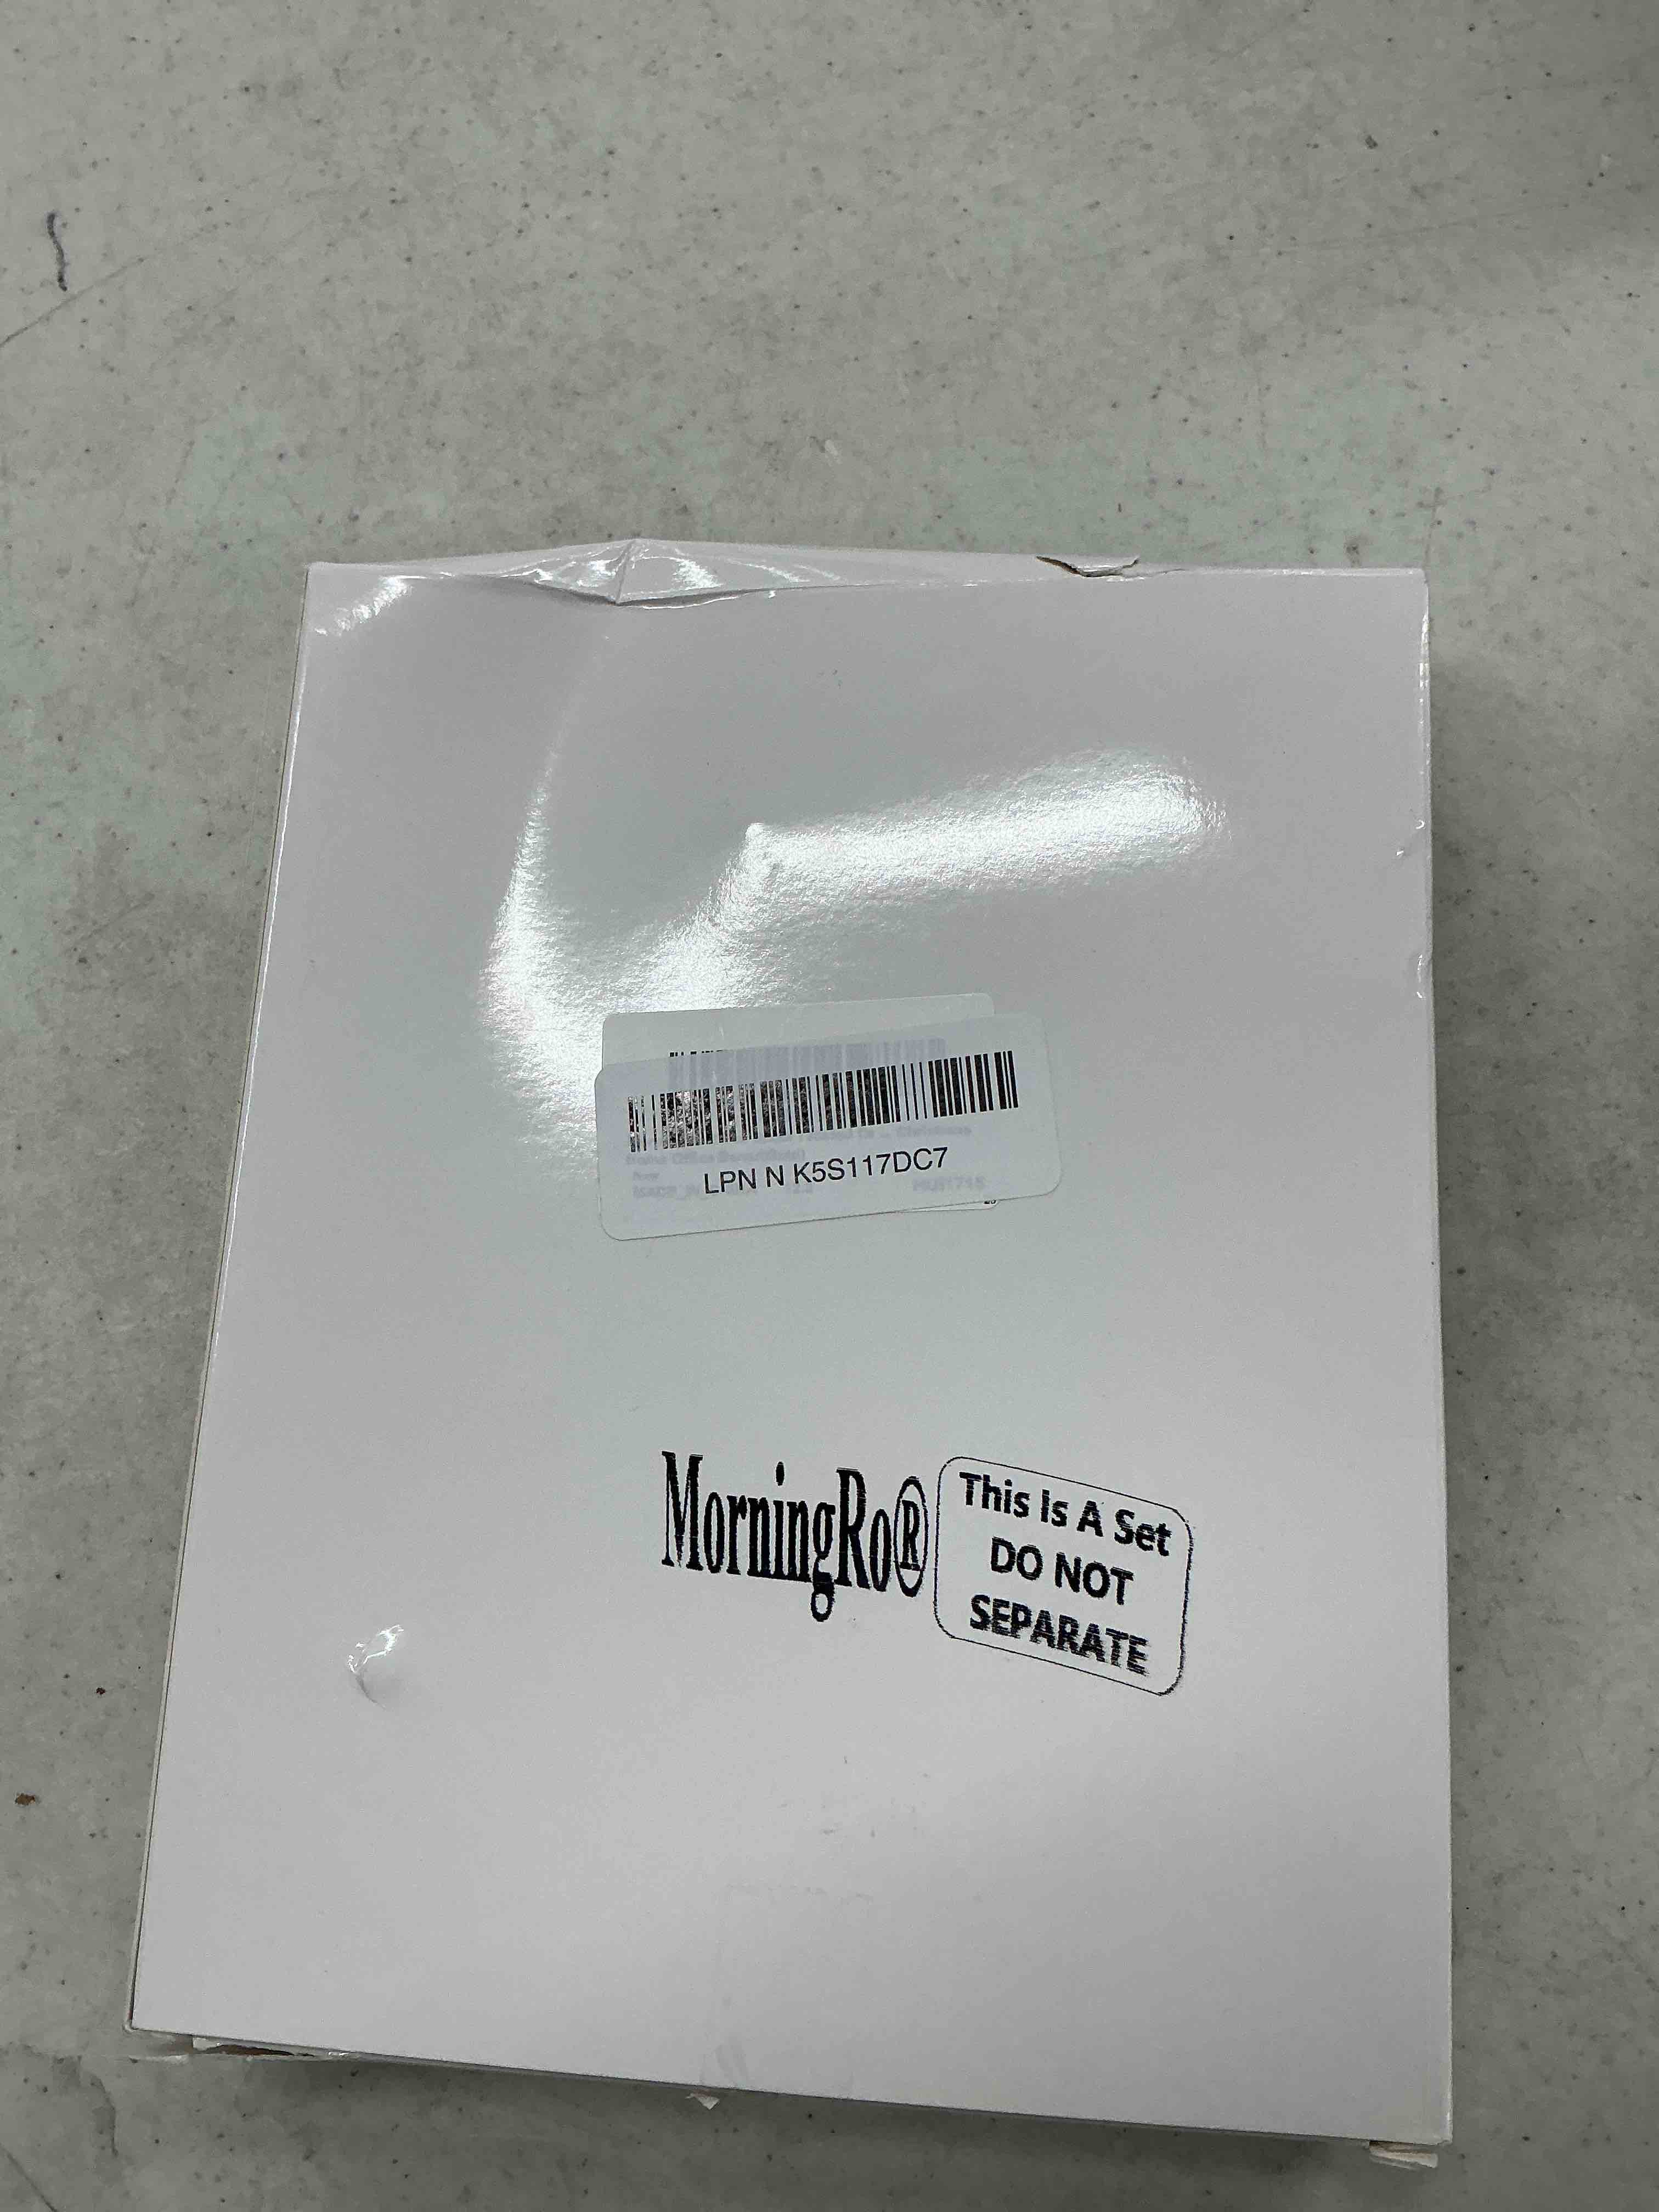 LPN N K5S117DC7
MorningRo®
This Is A Set
DO NOT
SEPARATE